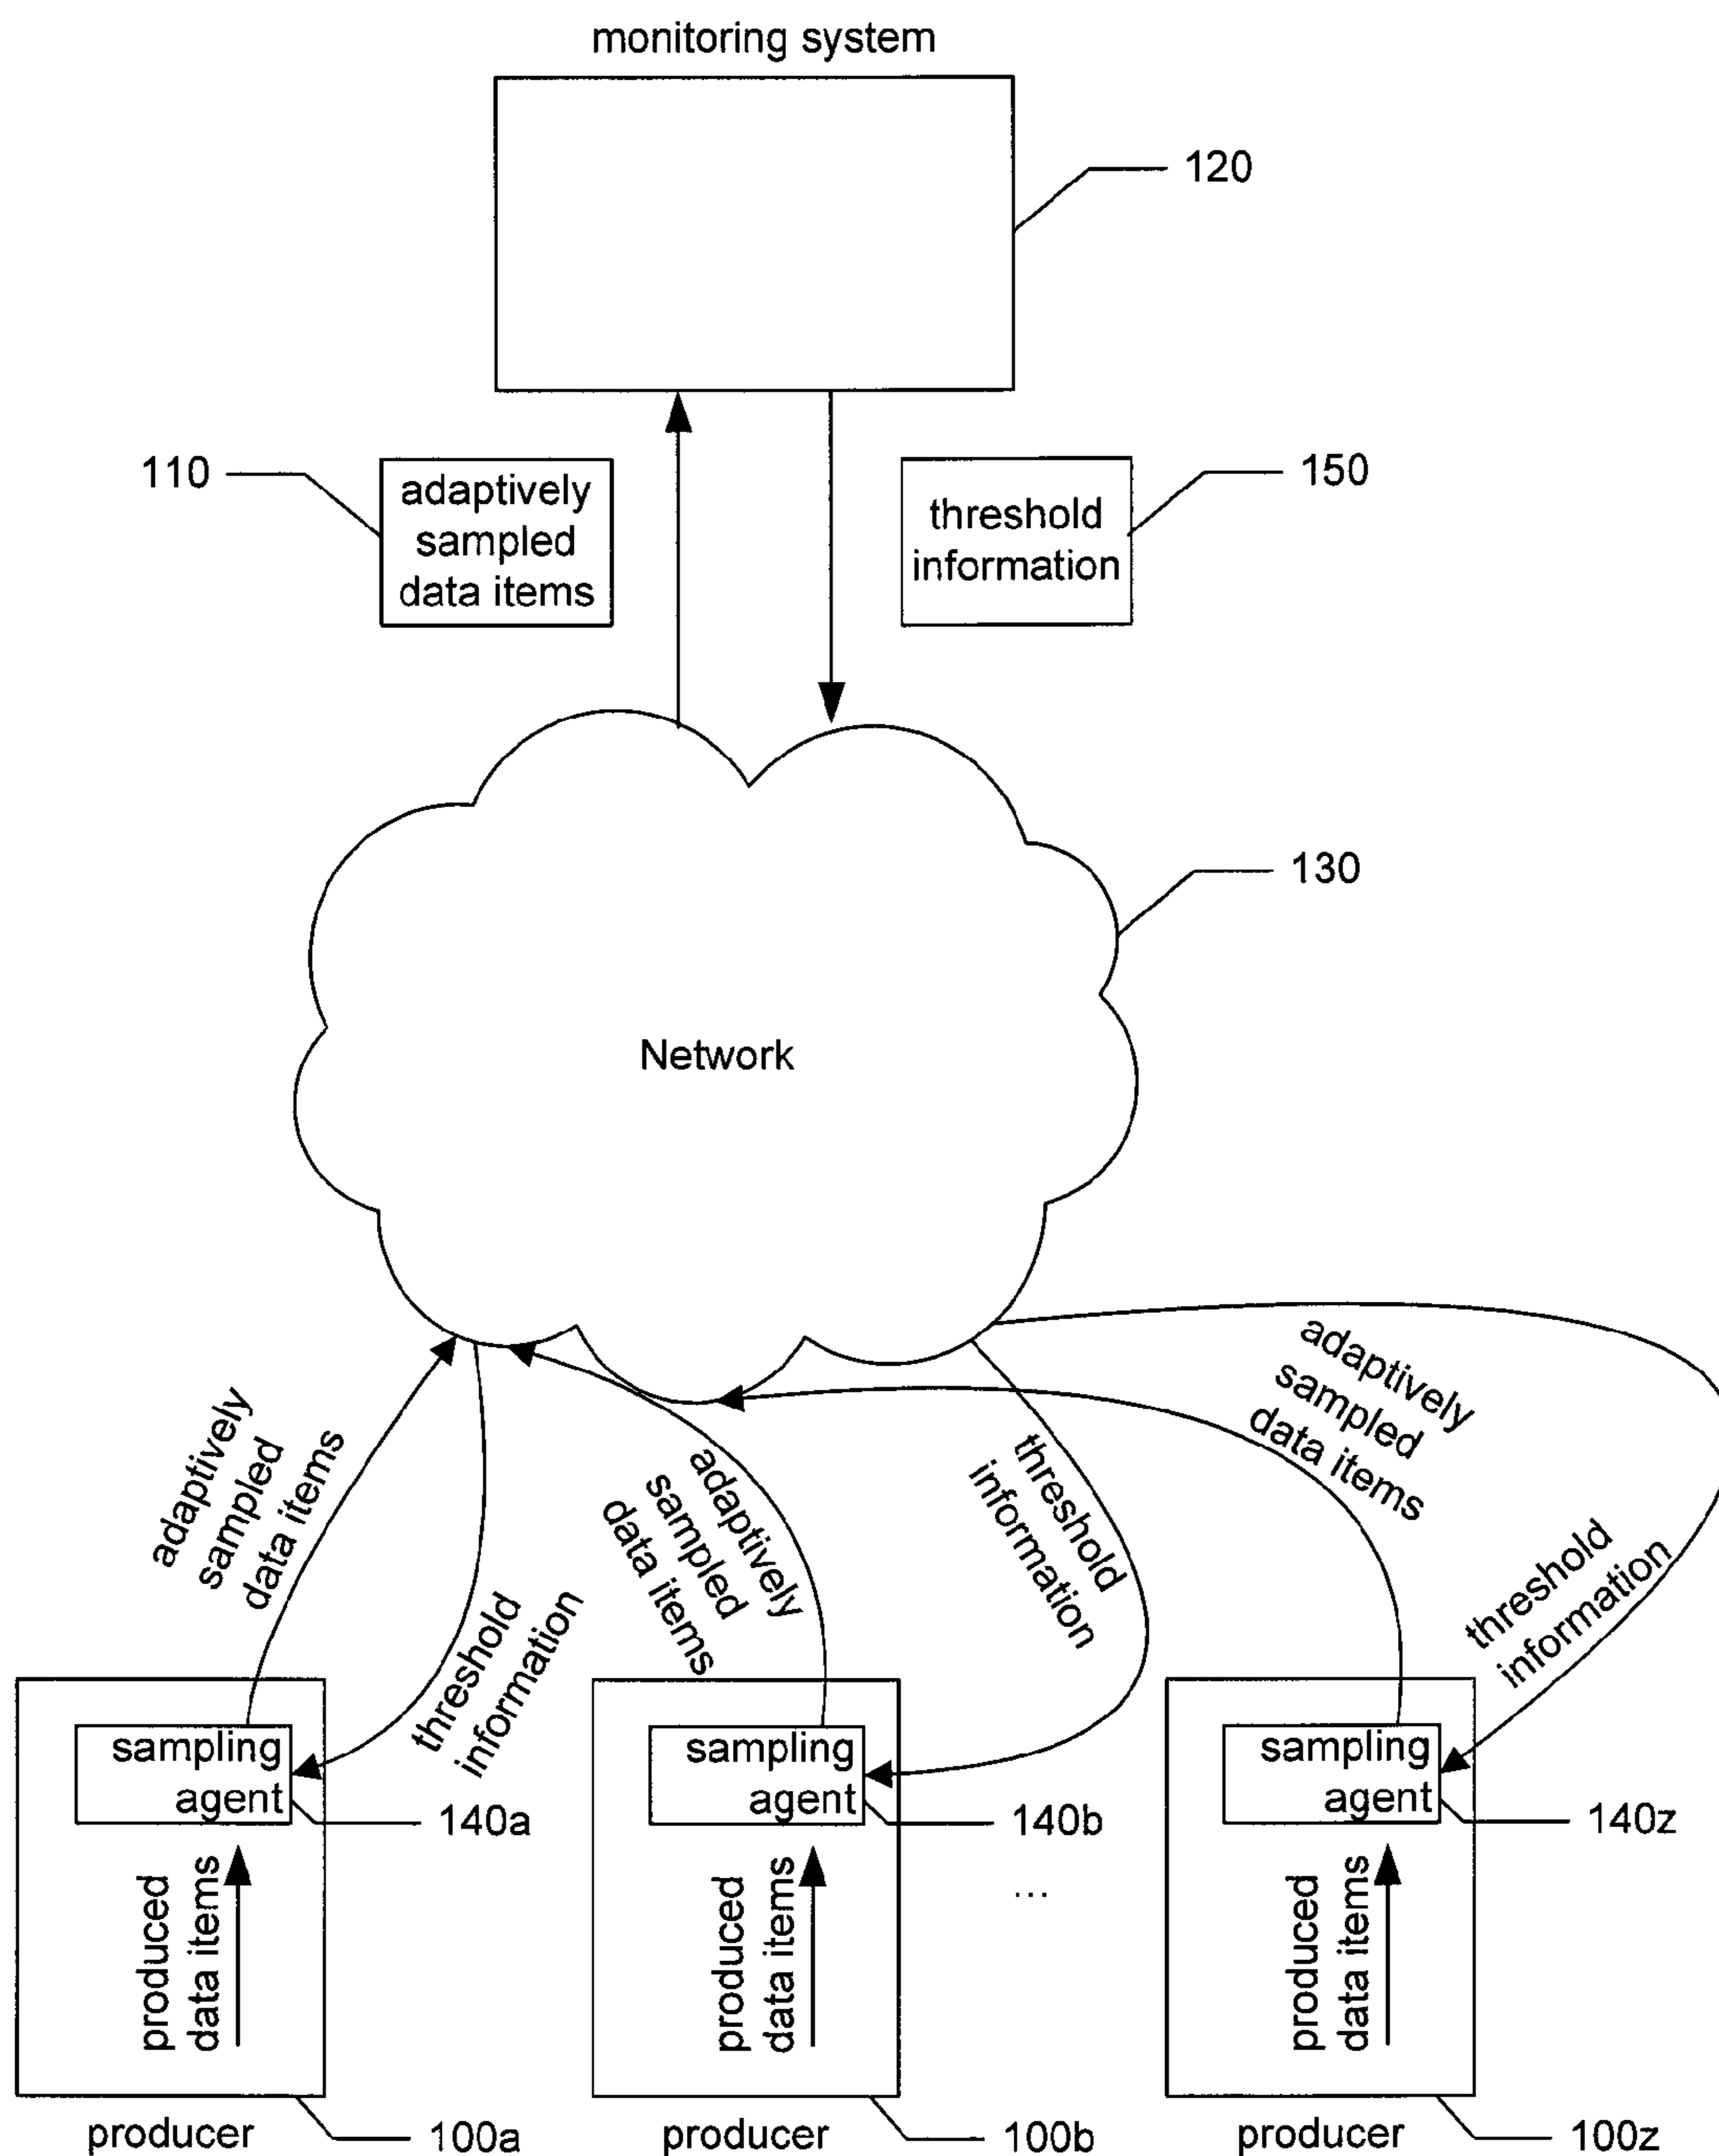 monitoring system
120
110
adaptively
sampled
data items
150
threshold
information
130
Network
adaptively
sampled
data items
threshold
information
adaptively
sampled
data items
threshold
information
adaptively
sampled
data items
threshold
information
sampling
agent
140a
produced
data items
producer
100a
sampling
agent
140b
produced
data items
producer
100b
...
sampling
agent
140z
produced
data items
producer
100z